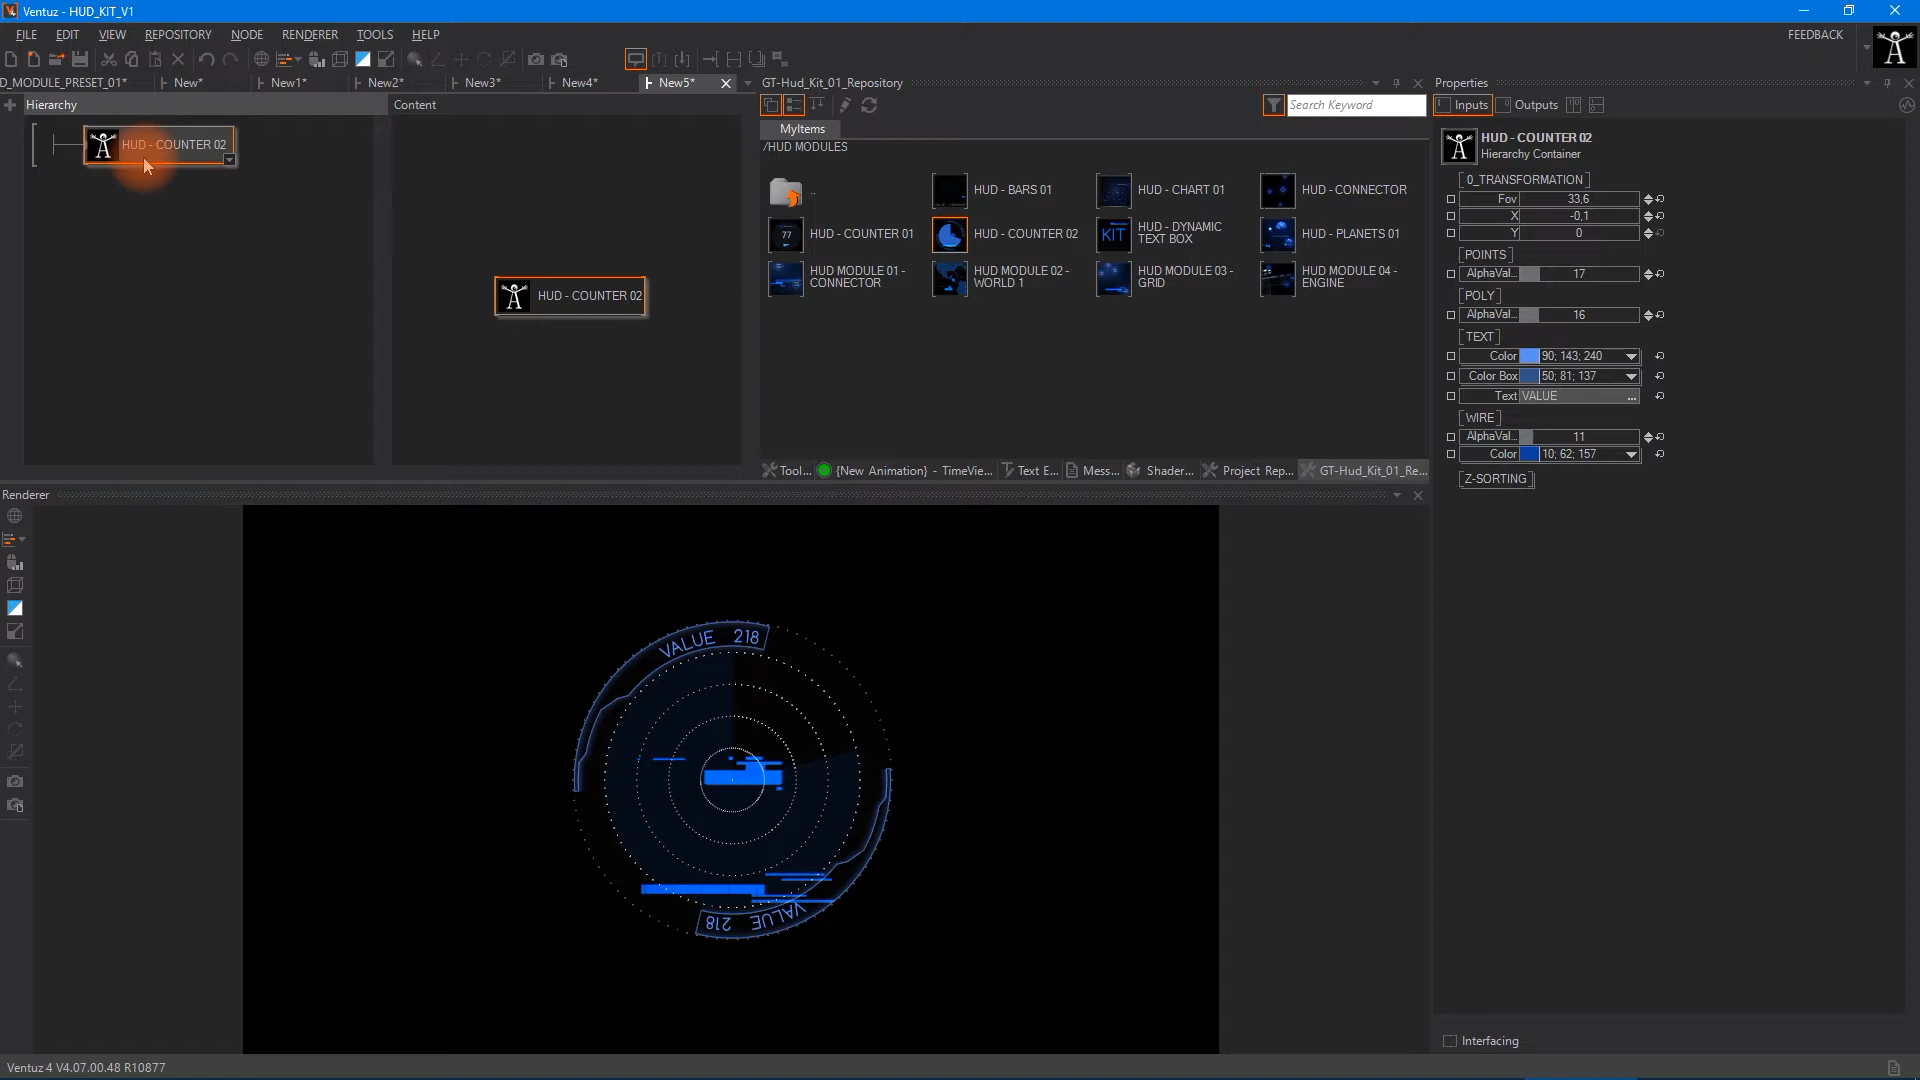 Ventuz - HUD_KIT_V1
FILE EDIT VIEW REPOSITORY NODE RENDERER TOOLS HELP
FEEDBACK
D_MODULE_PRESET_01* New* New1* New2* New3* New4* New5*
Hierarchy
Content
HUD - COUNTER 02
HUD - COUNTER 02
GT-Hud_Kit_01_Repository
Search Keyword
MyItems
/HUD MODULES
..
HUD - BARS 01
HUD - CHART 01
HUD - CONNECTOR
77
HUD - COUNTER 01
HUD - COUNTER 02
KIT
HUD - DYNAMIC
TEXT BOX
HUD - PLANETS 01
HUD MODULE 01 -
CONNECTOR
HUD MODULE 02 -
WORLD 1
HUD MODULE 03 -
GRID
HUD MODULE 04 -
ENGINE
Tool... {New Animation} - TimeVie... Text E... Mess... Shader... Project Rep... GT-Hud_Kit_01_Re...
Properties
Inputs Outputs
HUD - COUNTER 02
Hierarchy Container
0_TRANSFORMATION
Fov 33,6
X -0,1
Y 0
POINTS
AlphaVal... 17
POLY
AlphaVal... 16
TEXT
Color 90; 143; 240
Color Box 50; 81; 137
Text VALUE ...
WIRE
AlphaVal... 11
Color 10; 62; 157
Z-SORTING
Interfacing
Renderer
VALUE 218
VALUE 218
Ventuz 4 V4.07.00.48 R10877